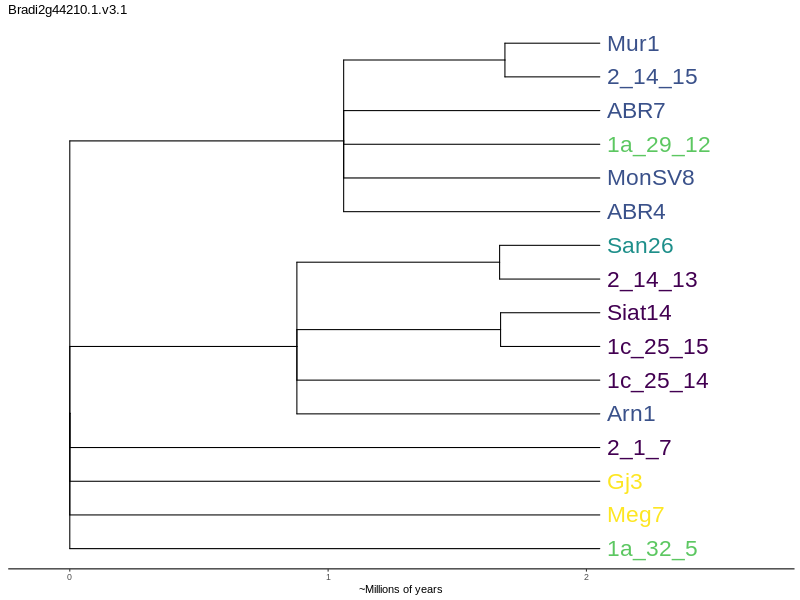 Bradi2g44210.1.v3.1
Mur1
2_14_15
ABR7
1a_29_12
MonSV8
ABR4
San26
2_14_13
Siat14
1c_25_15
1c_25_14
Arn1
2_1_7
Gj3
Meg7
1a_32_5
0 1 2
~Millions of years